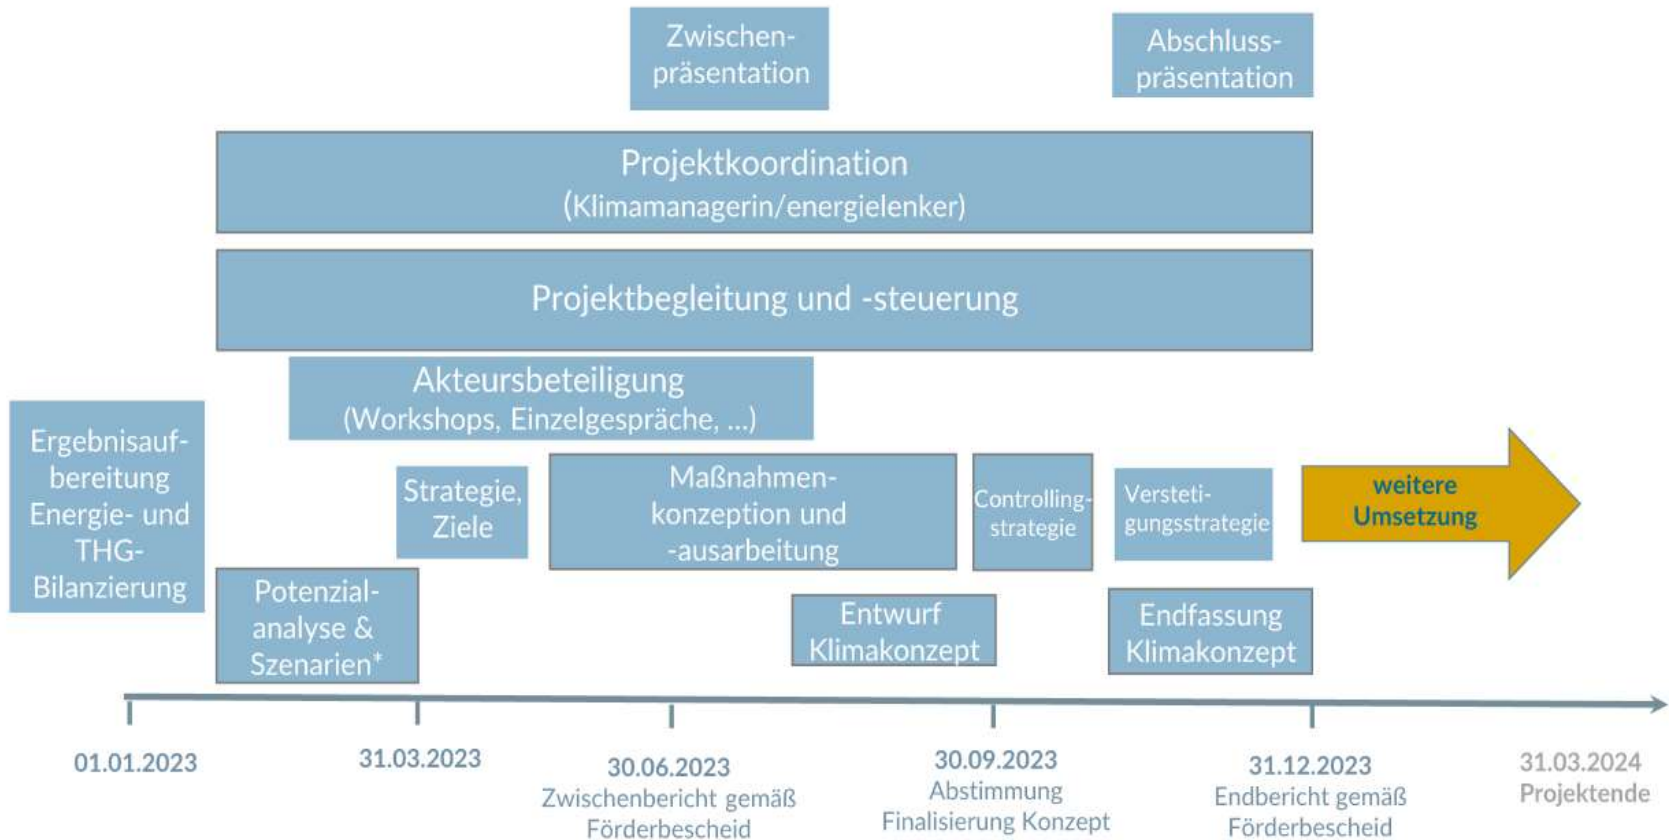 Zwischen-
präsentation
Abschluss-
präsentation
Projektkoordination
(Klimamanagerin/energielenker)
Projektbegleitung und -steuerung
Akteursbeteiligung
(Workshops, Einzelgespräche, ...)
Ergebnisauf-
bereitung
Energie- und
THG-
Bilanzierung
Strategie,
Ziele
Maßnahmen-
konzeption und
-ausarbeitung
Controlling-
strategie
Versteti-
gungsstrategie
weitere
Umsetzung
Potenzial-
analyse &
Szenarien*
Entwurf
Klimakonzept
Endfassung
Klimakonzept
01.01.2023
31.03.2023
30.06.2023
Zwischenbericht gemäß
Förderbescheid
30.09.2023
Abstimmung
Finalisierung Konzept
31.12.2023
Endbericht gemäß
Förderbescheid
31.03.2024
Projektende